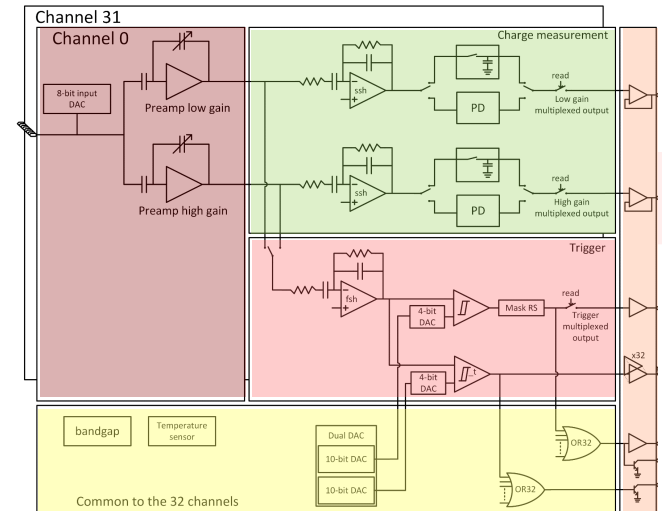 Channel 31
Channel 0
Charge measurement
8-bit input
DAC
Preamp low gain
ssh
PD
read
Low gain
multiplexed output
Preamp high gain
ssh
PD
read
High gain
multiplexed output
Trigger
fsh
4-bit
DAC
Mask RS
read
Trigger
multiplexed
output
4-bit
DAC
_t
x32
bandgap
Temperature
sensor
Dual DAC
10-bit DAC
10-bit DAC
OR32
OR32
Common to the 32 channels